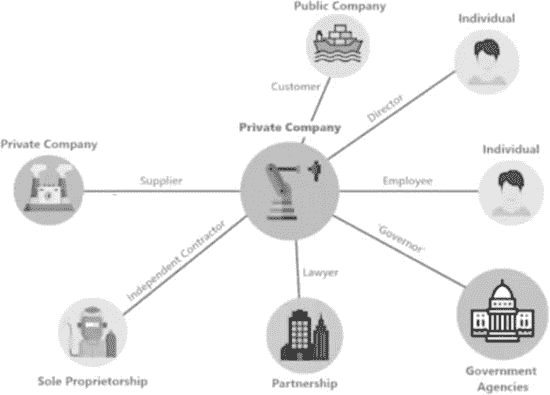 Public Company
Individual
Customer
Director
Private Company
Private Company
Individual
Supplier
Employee
Independent Contractor
'Governor'
Lawyer
Sole Proprietorship
Partnership
Government
Agencies